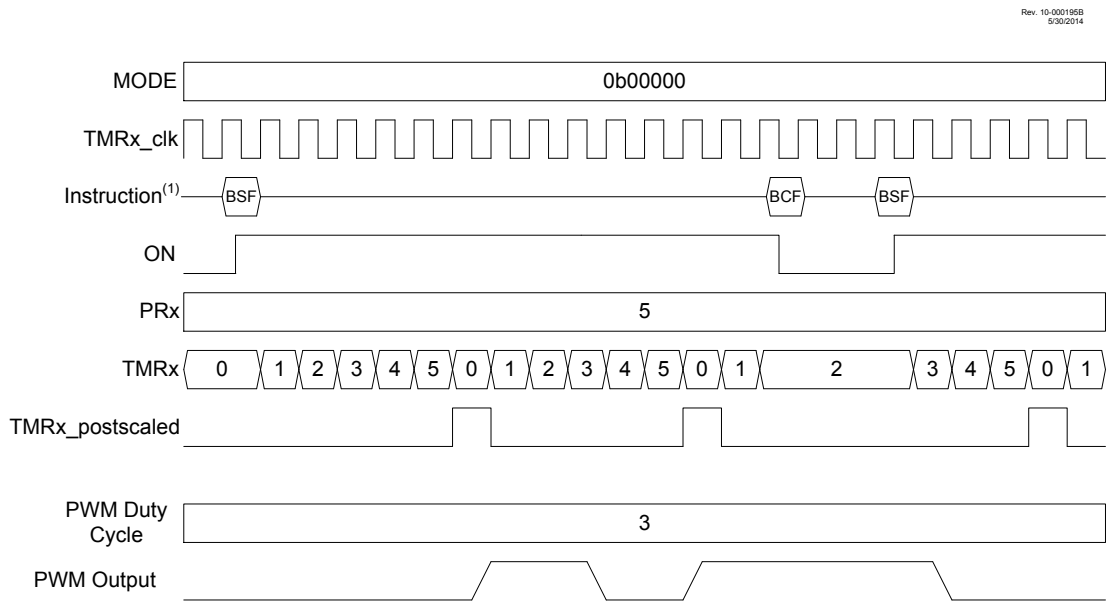 Rev. 10-000195B
5/30/2014
MODE 0b00000
TMRx_clk
Instruction(1) BSF BCF BSF
ON
PRx 5
TMRx 0 1 2 3 4 5 0 1 2 3 4 5 0 1 2 3 4 5 0 1
TMRx_postscaled
PWM Duty
Cycle 3
PWM Output